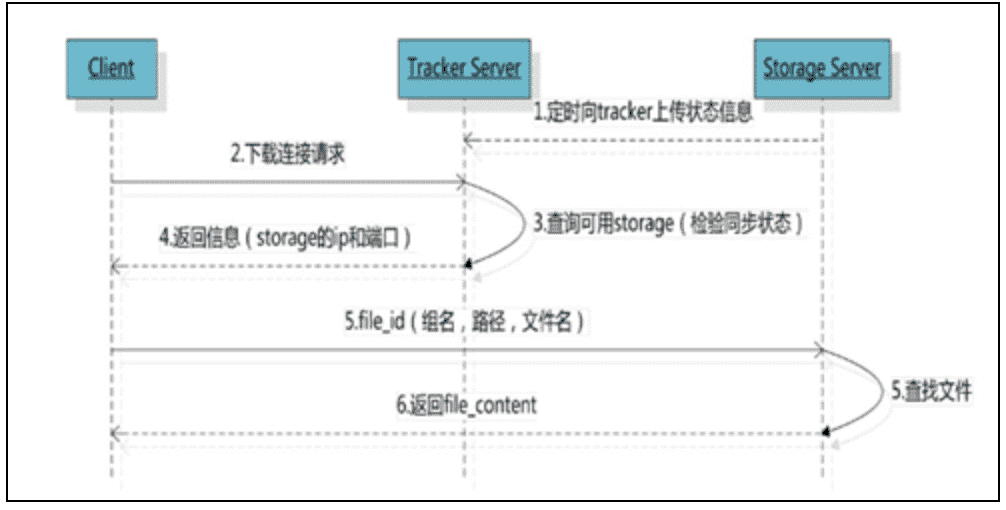 Client
Tracker Server
Storage Server
1.定时向tracker上传状态信息
2.下载连接请求
3.查询可用storage（检验同步状态）
4.返回信息（storage的ip和端口）
5.file_id（组名，路径，文件名）
5.查找文件
6.返回file_content